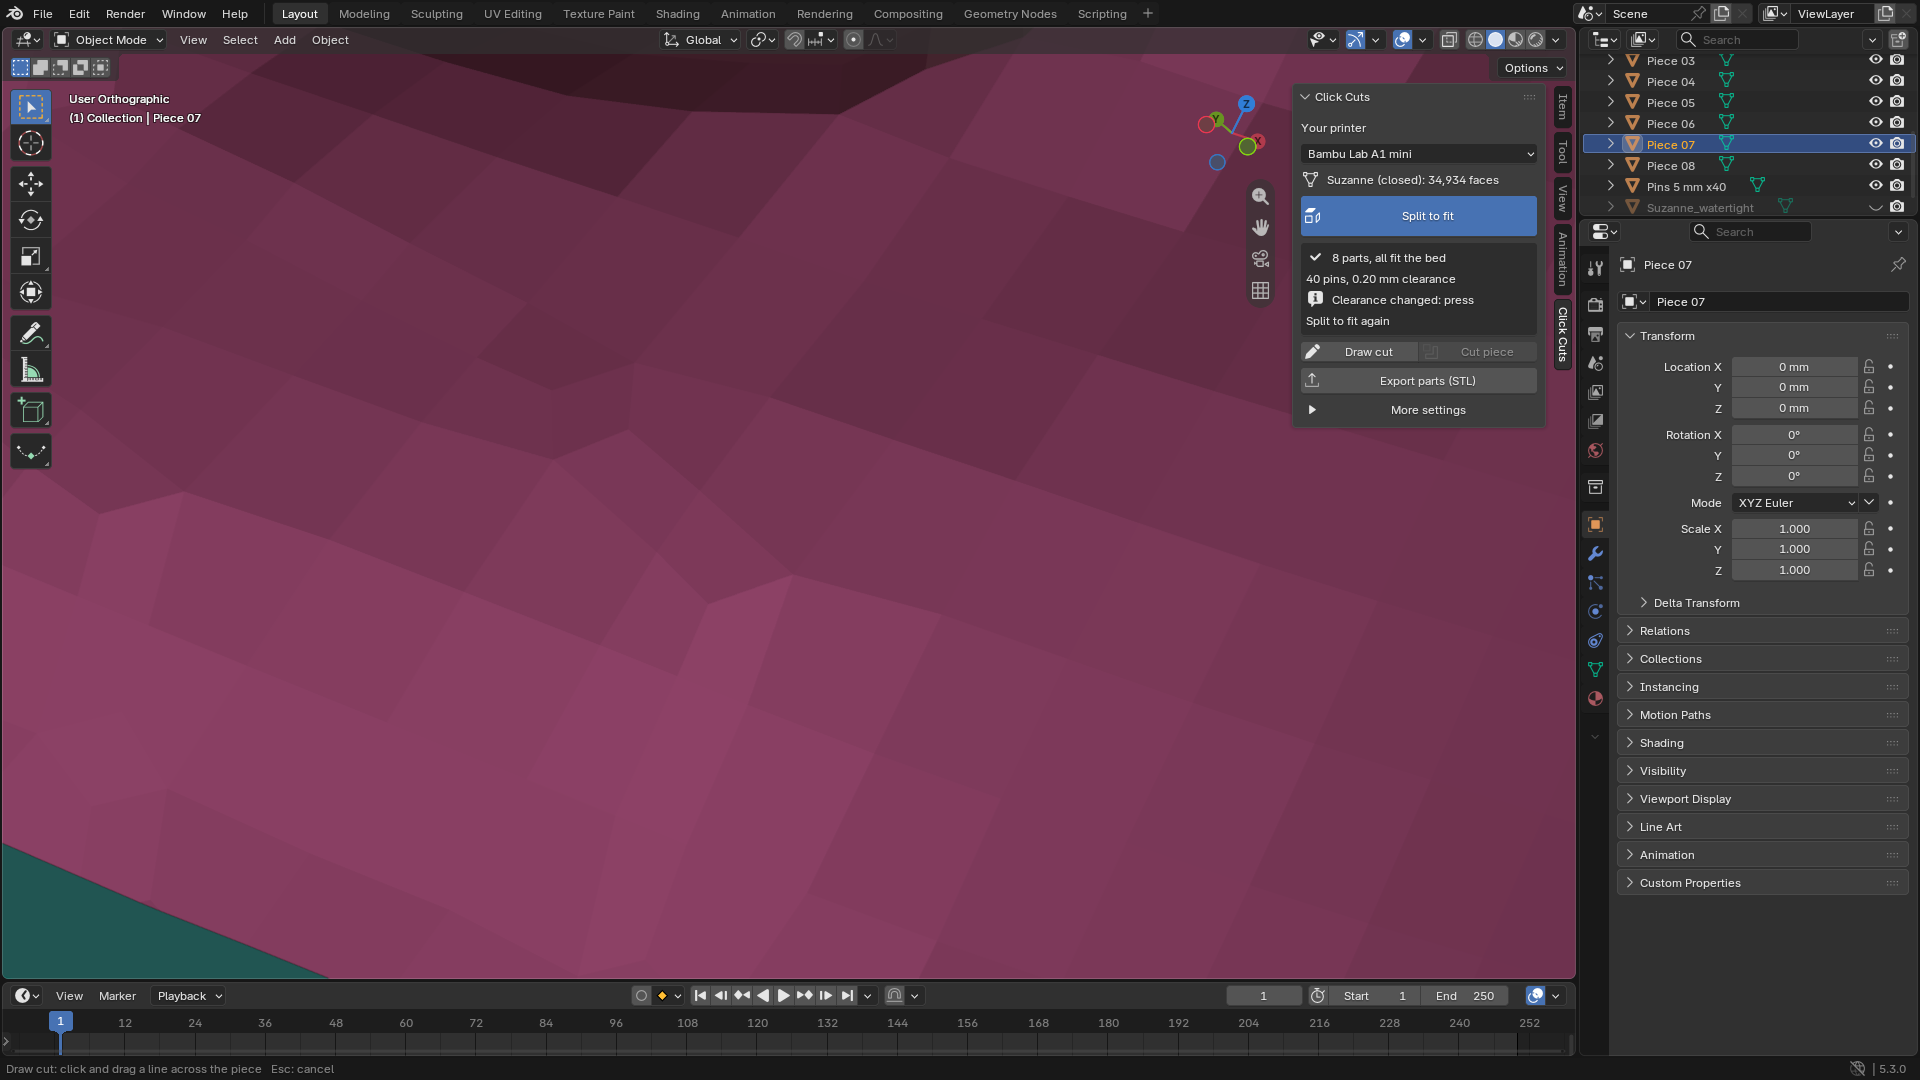 File Edit Render Window Help Layout Modeling Sculpting UV Editing Texture Paint Shading Animation Rendering Compositing Geometry Nodes Scripting Scene ViewLayer
Object Mode View Select Add Object Global Search
Options
User Orthographic
(1) Collection | Piece 07
Z
Y
X
Click Cuts
Your printer
Bambu Lab A1 mini
Suzanne (closed): 34,934 faces
Split to fit
8 parts, all fit the bed
40 pins, 0.20 mm clearance
Clearance changed: press
Split to fit again
Draw cut Cut piece
Export parts (STL)
More settings
Item
Tool
View
Animation
Click Cuts
Piece 03
Piece 04
Piece 05
Piece 06
Piece 07
Piece 08
Pins 5 mm x40
Suzanne_watertight
Search
Piece 07
Piece 07
Transform
Location X 0 mm
Y 0 mm
Z 0 mm
Rotation X 0°
Y 0°
Z 0°
Mode XYZ Euler
Scale X 1.000
Y 1.000
Z 1.000
Delta Transform
Relations
Collections
Instancing
Motion Paths
Shading
Visibility
Viewport Display
Line Art
Animation
Custom Properties
View Marker Playback 1 Start 1 End 250
1 12 24 36 48 60 72 84 96 108 120 132 144 156 168 180 192 204 216 228 240 252
Draw cut: click and drag a line across the piece Esc: cancel 5.3.0